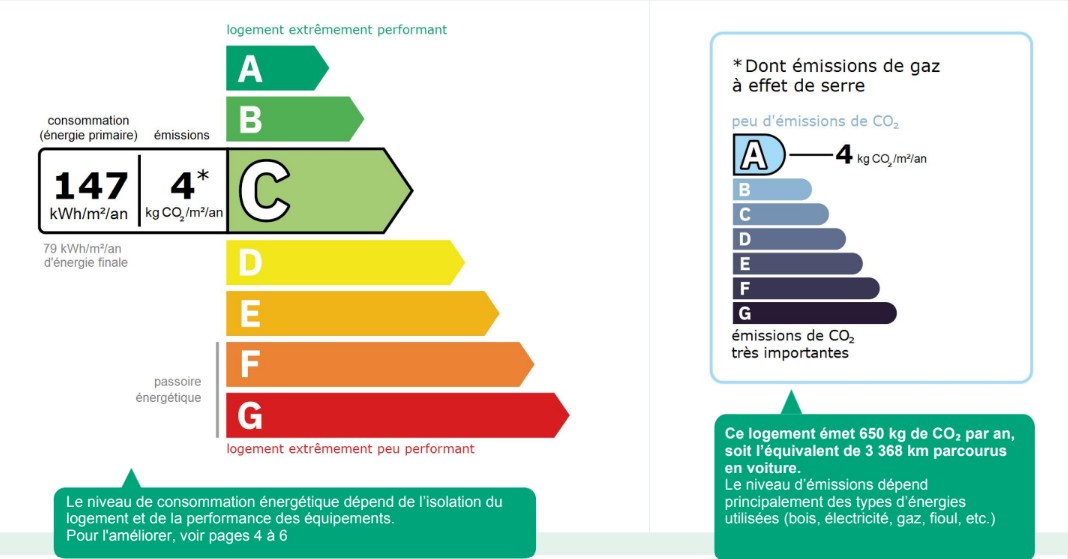 logement extrêmement performant
A
B
consommation
(énergie primaire)
émissions
147
kWh/m²/an
4*
kg CO₂/m²/an
C
79 kWh/m²/an
d'énergie finale
D
E
F
passoire
énergétique
G
logement extrêmement peu performant
Le niveau de consommation énergétique dépend de l'isolation du
logement et de la performance des équipements.
Pour l'améliorer, voir pages 4 à 6
*Dont émissions de gaz
à effet de serre
peu d'émissions de CO₂
A 4 kg CO₂/m²/an
B
C
D
E
F
G
émissions de CO₂
très importantes
Ce logement émet 650 kg de CO₂ par an,
soit l'équivalent de 3 368 km parcourus
en voiture.
Le niveau d'émissions dépend
principalement des types d'énergies
utilisées (bois, électricité, gaz, fioul, etc.)